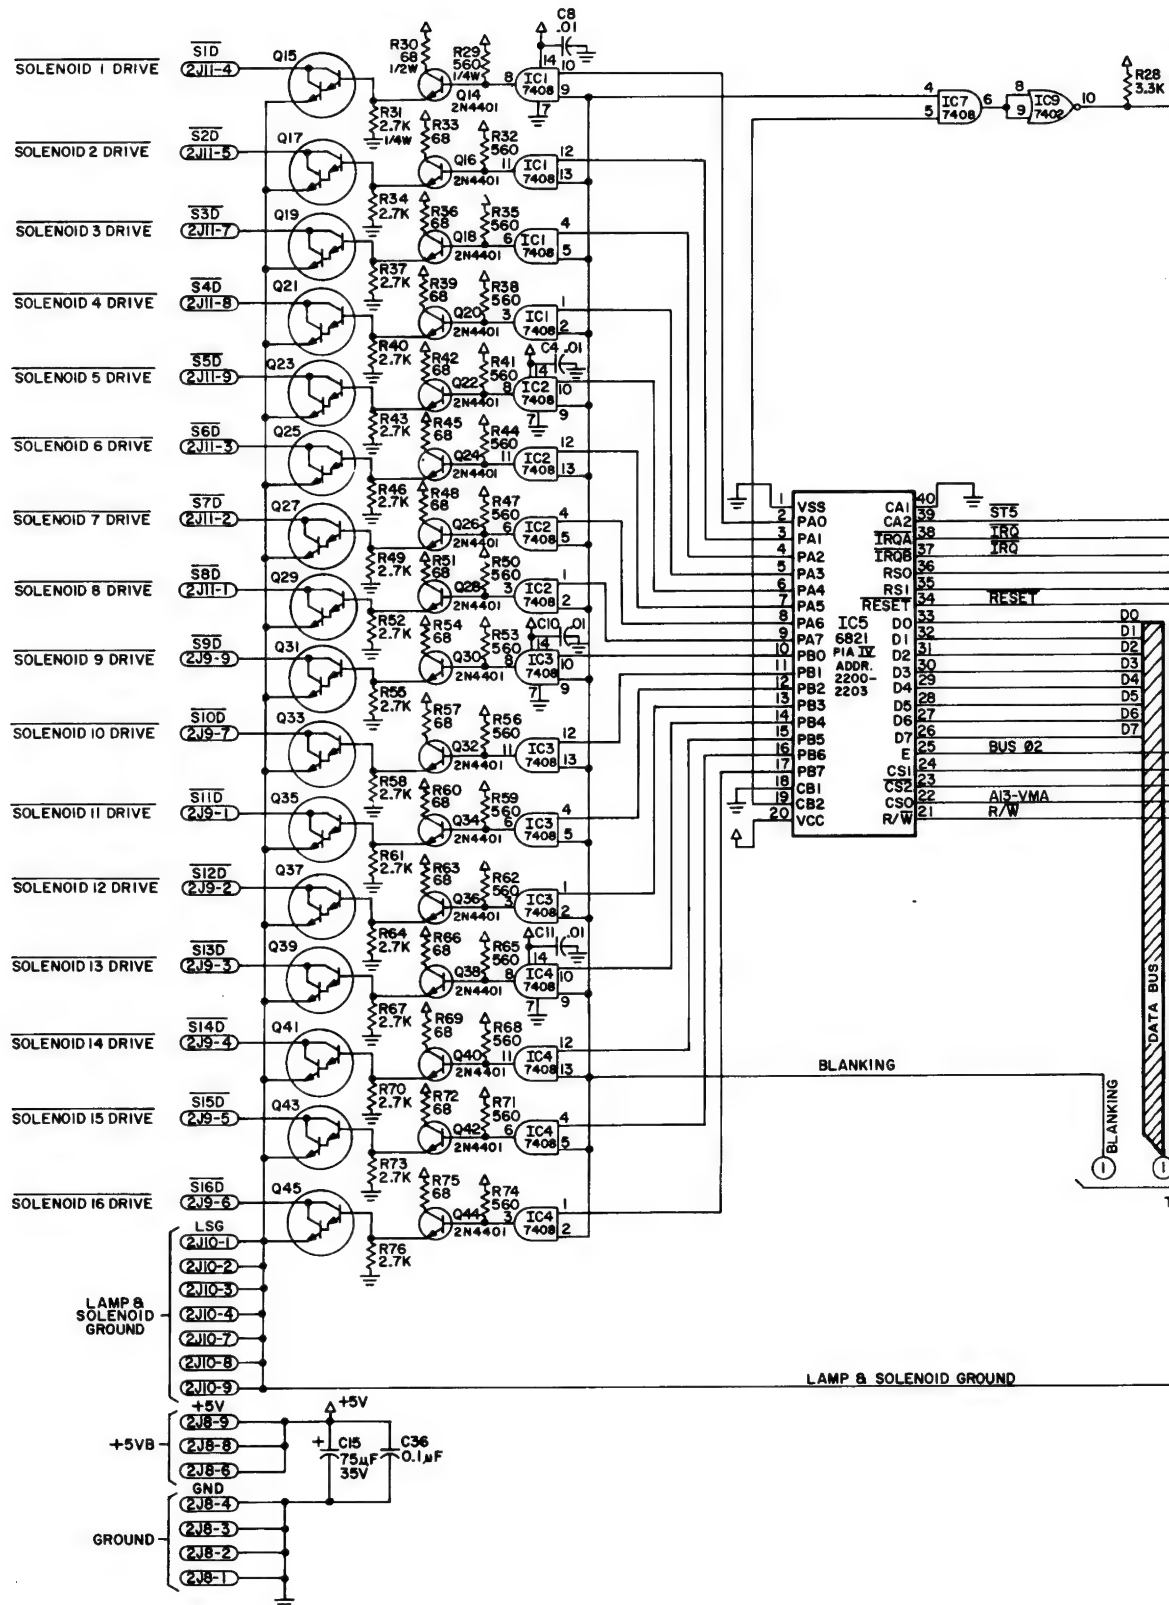 SOLENOID 1 DRIVE S1D 2J11-4 Q15
R30 68 1/2W R29 560 1/4W C8 .01
Q14 2N4401 8 IC1 7408 14 10 9 7
R31 2.7K 1/4W
4 5 IC7 7408 6 8 9 IC9 7402 10 R28 3.3K
SOLENOID 2 DRIVE S2D 2J11-5 Q17
R33 68 R32 560 Q16 2N4401 11 IC1 7408 12 13
R34 2.7K
SOLENOID 3 DRIVE S3D 2J11-7 Q19
R36 68 R35 560 Q18 2N4401 6 IC1 7408 4 5
R37 2.7K
SOLENOID 4 DRIVE S4D 2J11-8 Q21
R39 68 R38 560 Q20 2N4401 3 IC1 7408 1 2
R40 2.7K
SOLENOID 5 DRIVE S5D 2J11-9 Q23
R42 68 R41 560 C4 .01 Q22 2N4401 8 IC2 7408 14 10 9 7
R43 2.7K
SOLENOID 6 DRIVE S6D 2J11-3 Q25
R45 68 R44 560 Q24 2N4401 11 IC2 7408 12 13
R46 2.7K
SOLENOID 7 DRIVE S7D 2J11-2 Q27
R48 68 R47 560 Q26 2N4401 6 IC2 7408 4 5
R49 2.7K
SOLENOID 8 DRIVE S8D 2J11-1 Q29
R51 68 R50 560 Q28 2N4401 3 IC2 7408 1 2
R52 2.7K
SOLENOID 9 DRIVE S9D 2J9-9 Q31
R54 68 R53 560 C10 .01 Q30 2N4401 8 IC3 7408 14 10 9 7
R55 2.7K
SOLENOID 10 DRIVE S10D 2J9-7 Q33
R57 68 R56 560 Q32 2N4401 11 IC3 7408 12 13
R58 2.7K
SOLENOID 11 DRIVE S11D 2J9-1 Q35
R60 68 R59 560 Q34 2N4401 6 IC3 7408 4 5
R61 2.7K
SOLENOID 12 DRIVE S12D 2J9-2 Q37
R63 68 R62 560 Q36 2N4401 3 IC3 7408 1 2
R64 2.7K
SOLENOID 13 DRIVE S13D 2J9-3 Q39
R66 68 R65 560 C11 .01 Q38 2N4401 8 IC4 7408 14 10 9 7
R67 2.7K
SOLENOID 14 DRIVE S14D 2J9-4 Q41
R69 68 R68 560 Q40 2N4401 11 IC4 7408 12 13
R70 2.7K
SOLENOID 15 DRIVE S15D 2J9-5 Q43
R72 68 R71 560 Q42 2N4401 6 IC4 7408 4 5
R73 2.7K
SOLENOID 16 DRIVE S16D 2J9-6 Q45
R75 68 R74 560 Q44 2N4401 3 IC4 7408 1 2
R76 2.7K
1 VSS CA1 40
2 PA0 CA2 39 ST5
3 PA1 IRQA 38 IRQ
4 PA2 IRQB 37 IRQ
5 PA3 RS0 36
6 PA4 RS1 35
7 PA5 RESET 34 RESET
8 PA6 D0 33 D0
9 PA7 D1 32 D1
10 PB0 D2 31 D2
11 PB1 D3 30 D3
12 PB2 D4 29 D4
13 PB3 D5 28 D5
14 PB4 D6 27 D6
15 PB5 D7 26 D7
16 PB6 E 25 BUS Ø2
17 PB7 CS1 24
18 CB1 CS2 23
19 CB2 CS0 22 A13-VMA
20 VCC R/W 21 R/W
IC5
6821
PIA IV
ADDR.
2200-
2203
DATA BUS
BLANKING
BLANKING
1 1
T
LSG
2J10-1
2J10-2
2J10-3
2J10-4
2J10-7
2J10-8
2J10-9
LAMP &
SOLENOID
GROUND
LAMP & SOLENOID GROUND
+5V
2J8-9
2J8-8
2J8-6
+5VB
+5V
+ C15
75µF
35V
C36
0.1µF
GND
2J8-4
2J8-3
2J8-2
2J8-1
GROUND